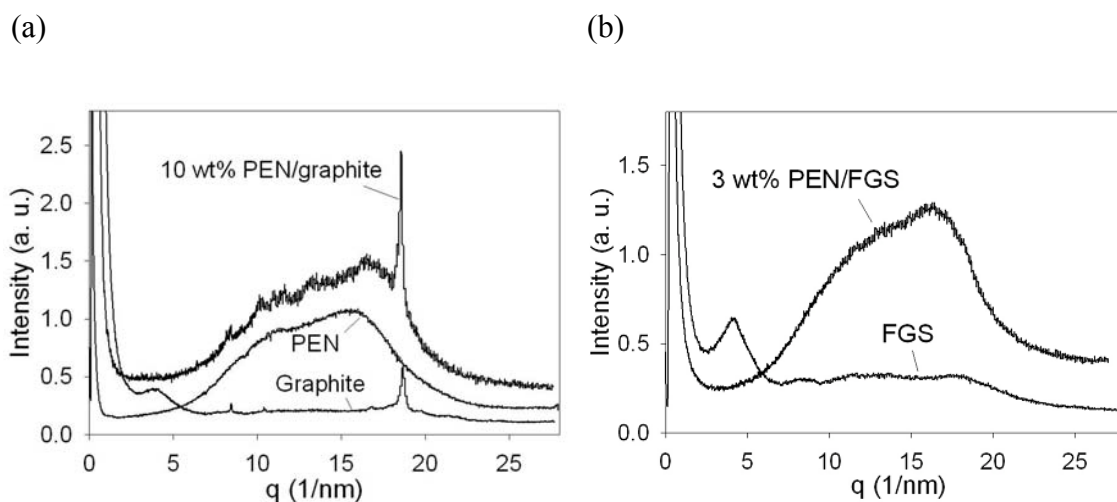 (a)
(b)
Intensity (a. u.)
2.5
2.0
1.5
1.0
0.5
0.0
10 wt% PEN/graphite
PEN
Graphite
0 5 10 15 20 25
q (1/nm)
Intensity (a. u.)
1.5
1.0
0.5
0.0
3 wt% PEN/FGS
FGS
0 5 10 15 20 25
q (1/nm)